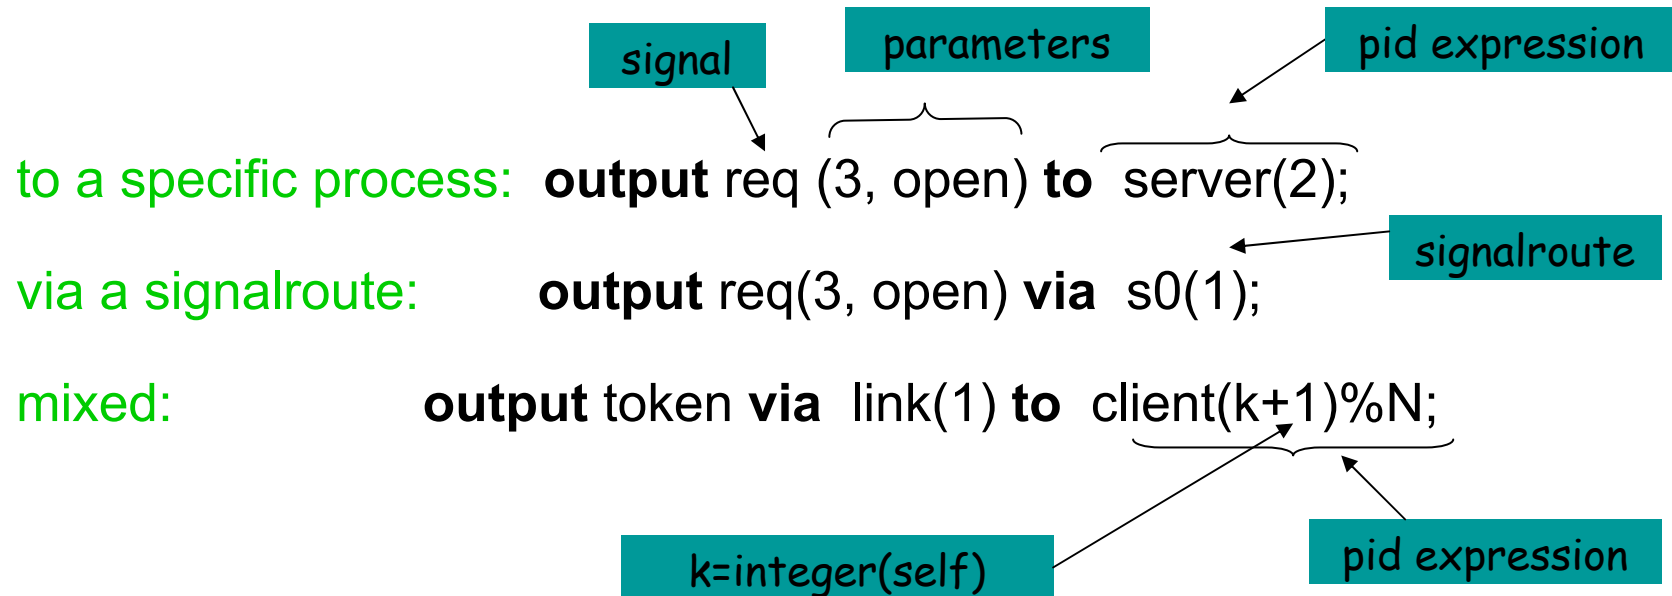 signal
parameters
pid expression
to a specific process: output req (3, open) to server(2);
signalroute
via a signalroute: output req(3, open) via s0(1);
mixed: output token via link(1) to client(k+1)%N;
k=integer(self)
pid expression